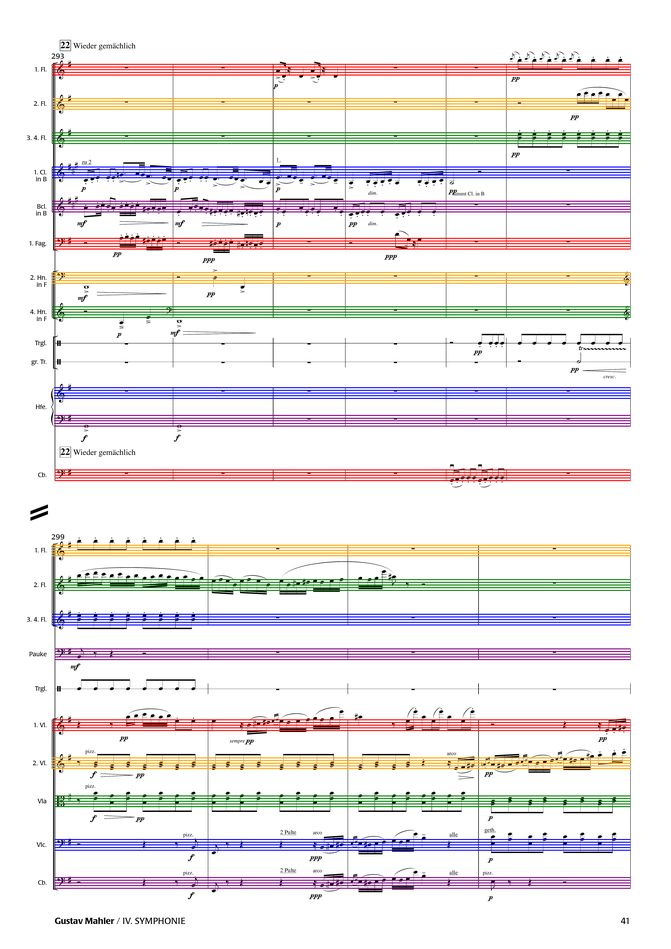 22 Wieder gemächlich
293
1. Fl.
p
pp
2. Fl.
pp
3. 4. Fl.
pp
1. Cl. in B
zu 2
1.
p
p
p
dim.
pp
Bcl. in B
mf
mf
p
pp
dim.
1. Fag.
pp
ppp
ppp
2. Hn. in F
mf
pp
4. Hn. in F
p
mf
Trgl.
pp
gr. Tr.
tr
pp
cresc.
Hfe.
f
f
22 Wieder gemächlich
Cb.
299
1. Fl.
2. Fl.
3. 4. Fl.
Pauke
mf
Trgl.
1. Vl.
pp
sempre pp
pp
2. Vl.
pizz.
arco
f
pp
pp
Vla
pizz.
f
pp
p
Vlc.
pizz.
2 Pulte
arco
alle
geth.
f
ppp
p
Cb.
pizz.
2 Pulte
arco
alle
pizz.
f
ppp
p
Gustav Mahler / IV. SYMPHONIE
41